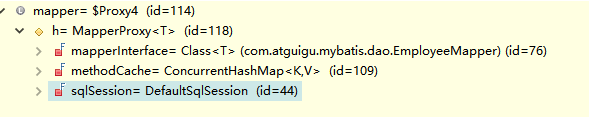 mapper= $Proxy4 (id=114)
h= MapperProxy<T> (id=118)
mapperInterface= Class<T> (com.atguigu.mybatis.dao.EmployeeMapper) (id=76)
methodCache= ConcurrentHashMap<K,V> (id=109)
sqlSession= DefaultSqlSession (id=44)